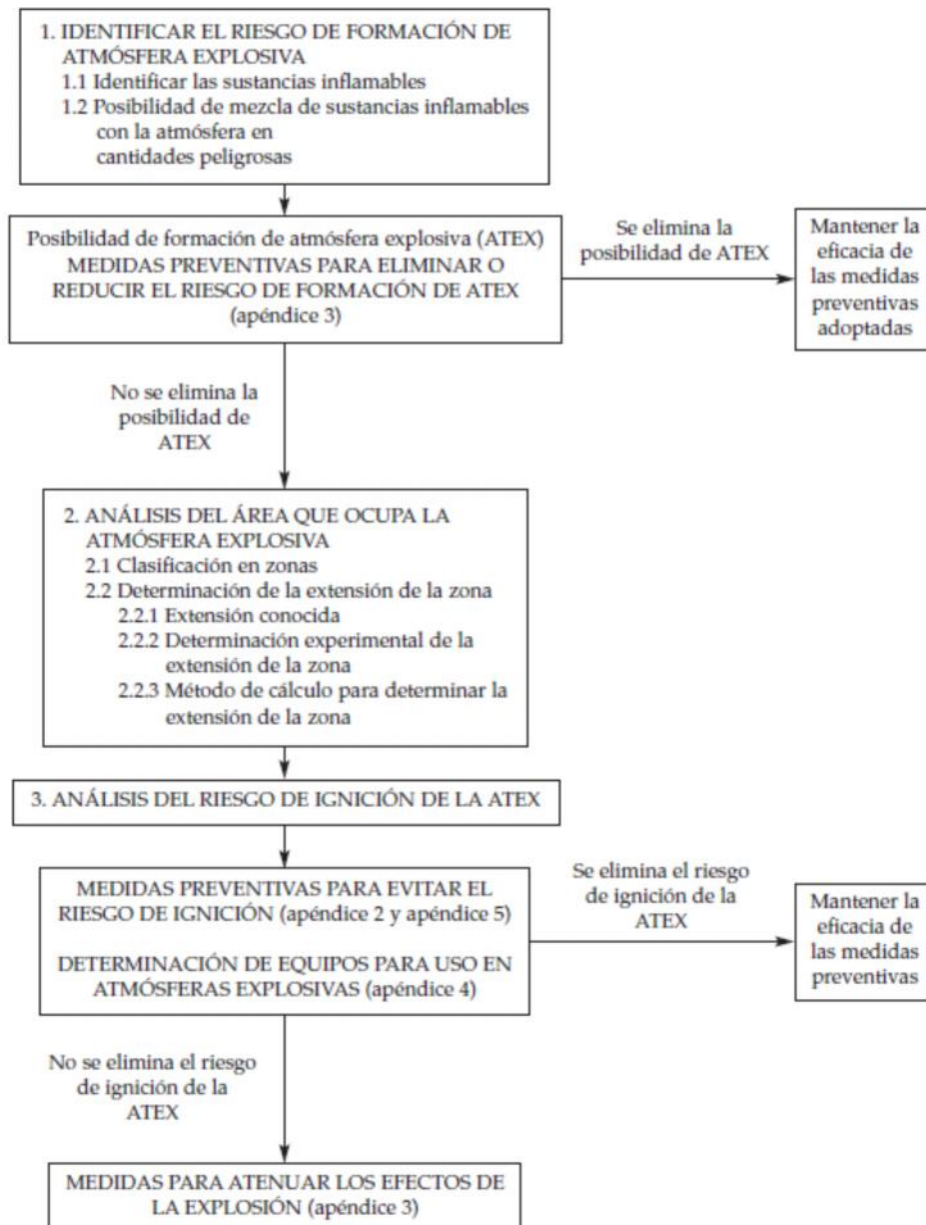 1. IDENTIFICAR EL RIESGO DE FORMACIÓN DE
ATMÓSFERA EXPLOSIVA
1.1 Identificar las sustancias inflamables
1.2 Posibilidad de mezcla de sustancias inflamables
con la atmósfera en
cantidades peligrosas
Posibilidad de formación de atmósfera explosiva (ATEX)
MEDIDAS PREVENTIVAS PARA ELIMINAR O
REDUCIR EL RIESGO DE FORMACIÓN DE ATEX
(apéndice 3)
Se elimina la
posibilidad de ATEX
Mantener la
eficacia de
las medidas
preventivas
adoptadas
No se elimina la
posibilidad de
ATEX
2. ANÁLISIS DEL ÁREA QUE OCUPA LA
ATMÓSFERA EXPLOSIVA
2.1 Clasificación en zonas
2.2 Determinación de la extensión de la zona
2.2.1 Extensión conocida
2.2.2 Determinación experimental de la
extensión de la zona
2.2.3 Método de cálculo para determinar la
extensión de la zona
3. ANÁLISIS DEL RIESGO DE IGNICIÓN DE LA ATEX
MEDIDAS PREVENTIVAS PARA EVITAR EL
RIESGO DE IGNICIÓN (apéndice 2 y apéndice 5)
DETERMINACIÓN DE EQUIPOS PARA USO EN
ATMÓSFERAS EXPLOSIVAS (apéndice 4)
Se elimina el riesgo
de ignición de la
ATEX
Mantener la
eficacia de
las medidas
preventivas
No se elimina el riesgo
de ignición de la
ATEX
MEDIDAS PARA ATENUAR LOS EFECTOS DE
LA EXPLOSIÓN (apéndice 3)